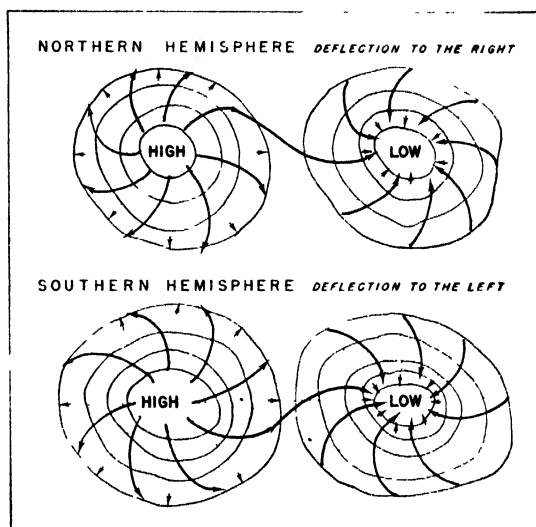 NORTHERN HEMISPHERE DEFLECTION TO THE RIGHT
HIGH LOW
SOUTHERN HEMISPHERE DEFLECTION TO THE LEFT
HIGH LOW